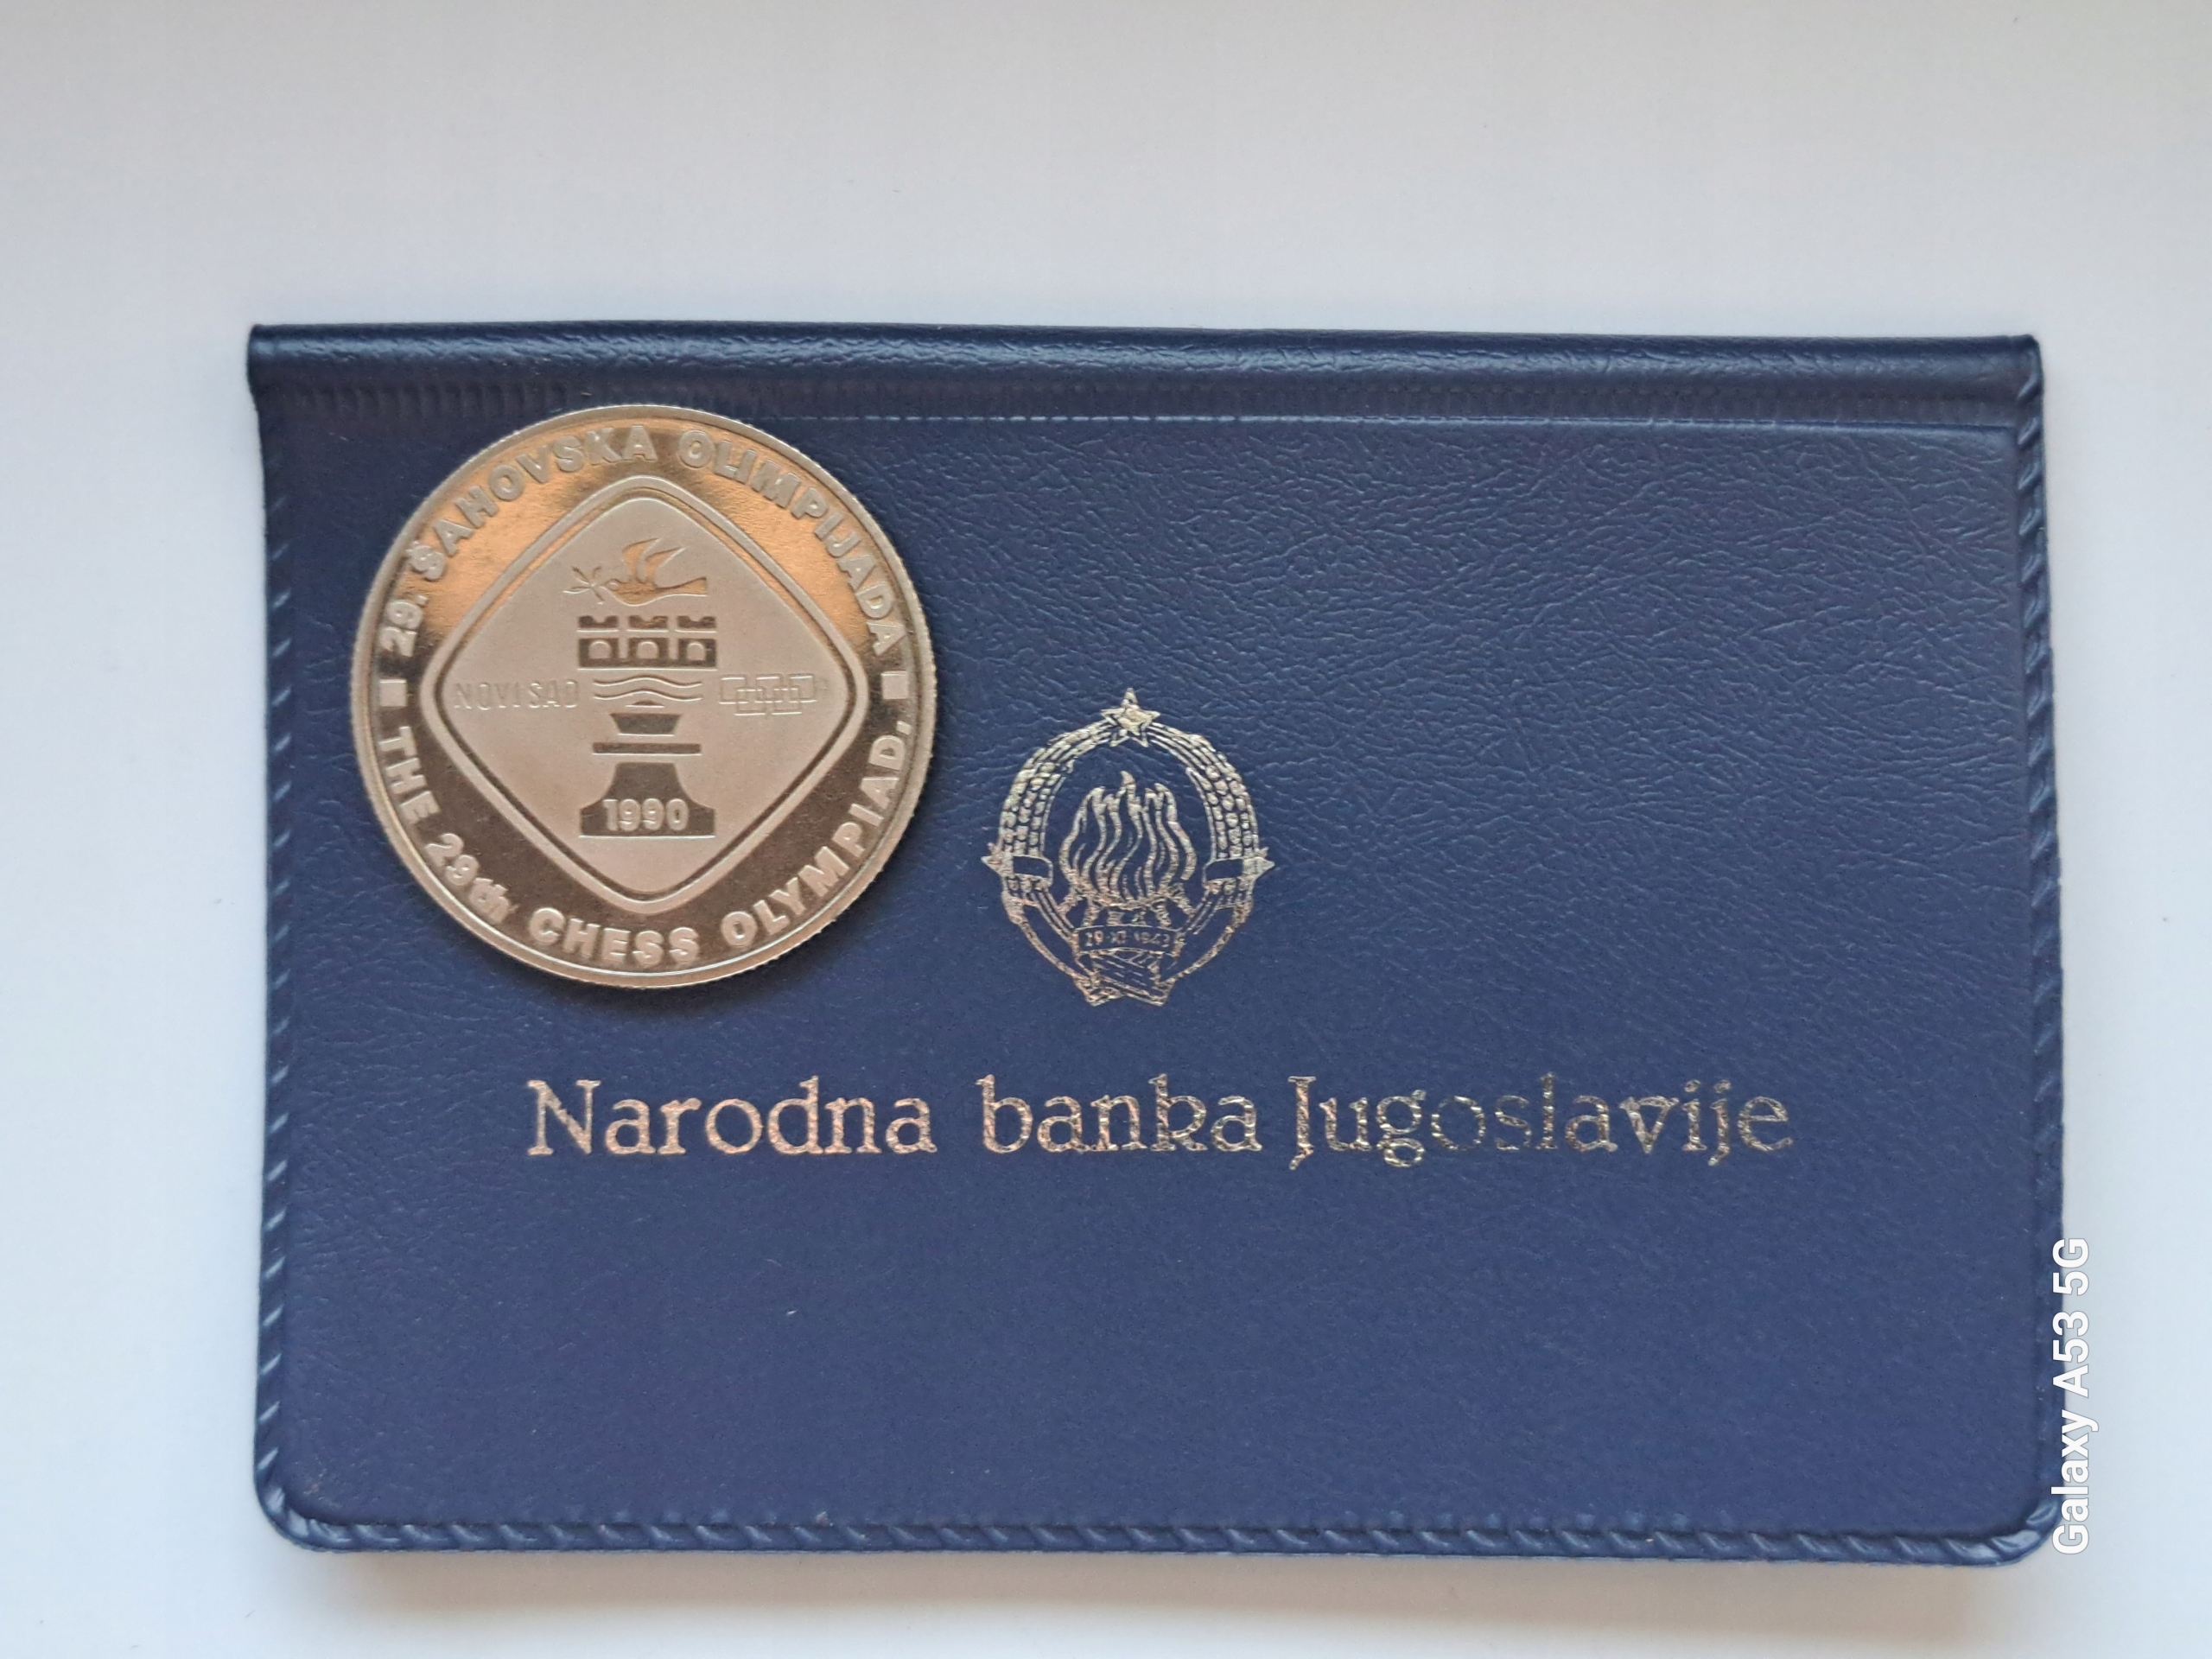 29. ŠAHOVSKA OLIMPIJADA
NOVI SAD
1990
THE 29th CHESS OLYMPIAD.
29·XI·1943
Narodna banka Jugoslavije
Galaxy A53 5G